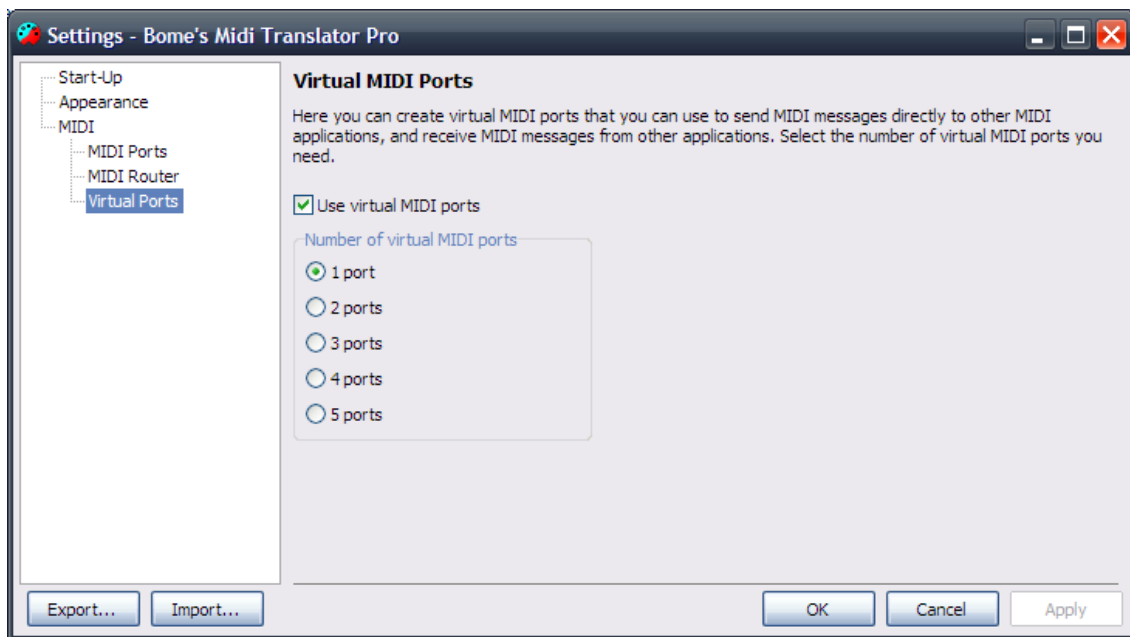 Settings - Bome's Midi Translator Pro
Start-Up
Appearance
MIDI
MIDI Ports
MIDI Router
Virtual Ports
Virtual MIDI Ports
Here you can create virtual MIDI ports that you can use to send MIDI messages directly to other MIDI
applications, and receive MIDI messages from other applications. Select the number of virtual MIDI ports you
need.
Use virtual MIDI ports
Number of virtual MIDI ports
1 port
2 ports
3 ports
4 ports
5 ports
Export... Import... OK Cancel Apply